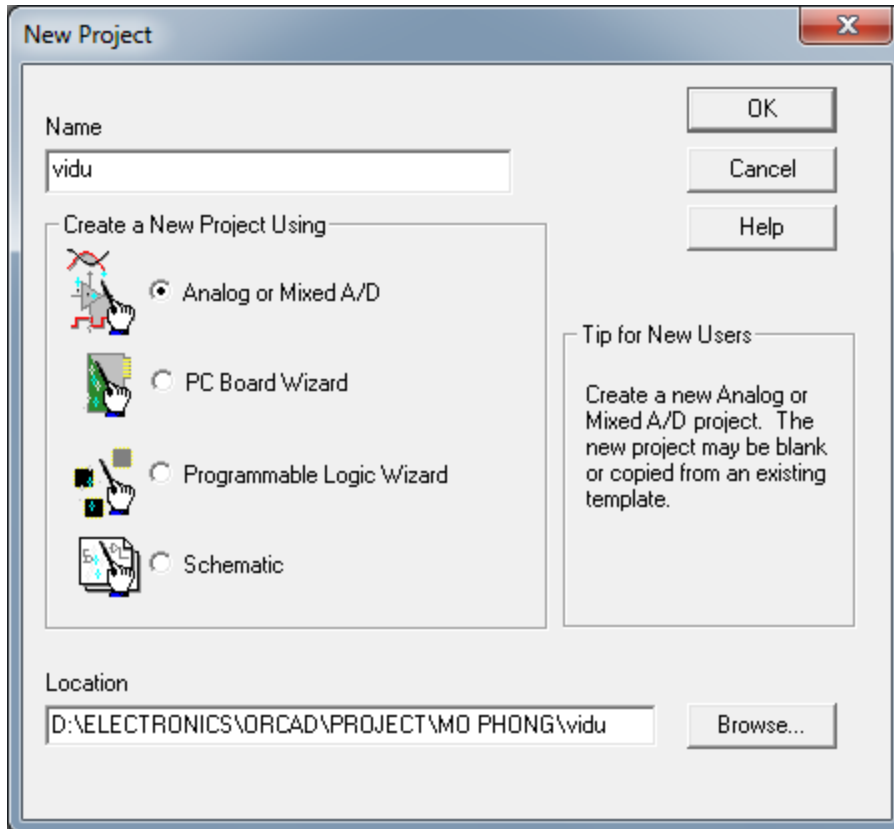 New Project
Name
vidu
OK
Cancel
Help
Create a New Project Using
Analog or Mixed A/D
PC Board Wizard
Programmable Logic Wizard
Schematic
Tip for New Users
Create a new Analog or
Mixed A/D project. The
new project may be blank
or copied from an existing
template.
Location
D:\ELECTRONICS\ORCAD\PROJECT\MO PHONG\vidu
Browse...